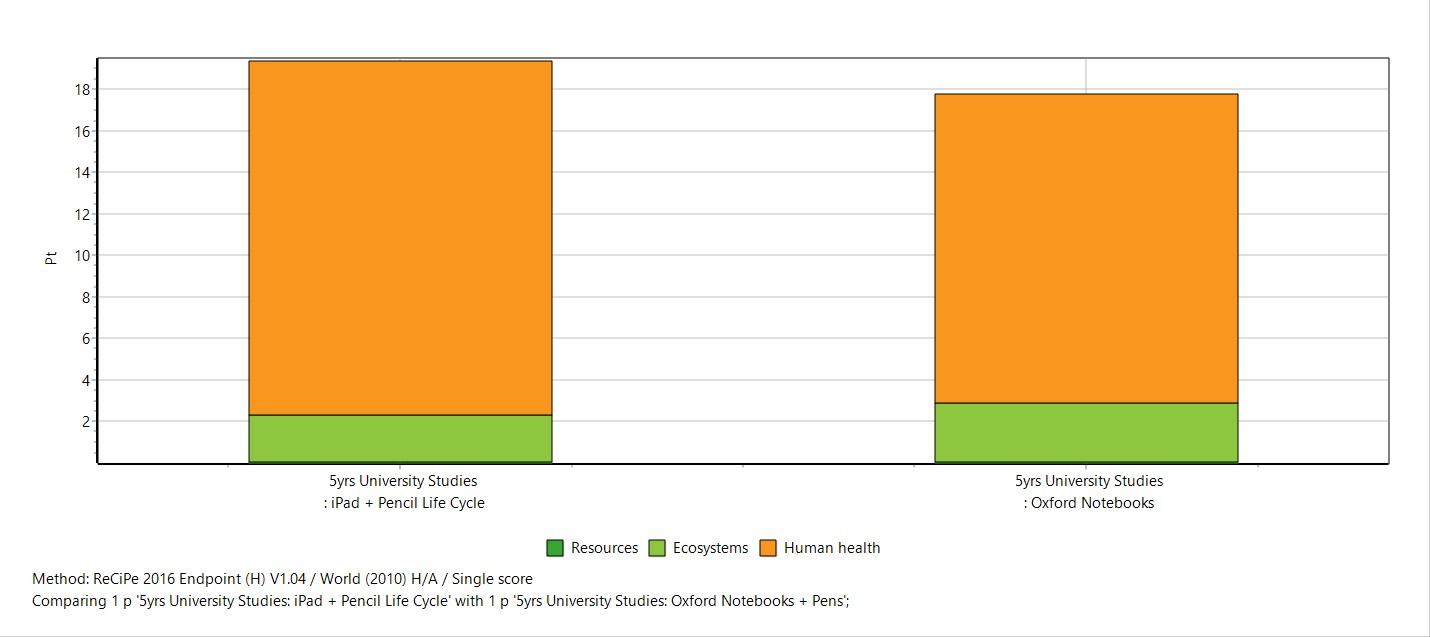 18
16
14
12
10
8
6
4
2
Pt
5yrs University Studies
: iPad + Pencil Life Cycle
5yrs University Studies
: Oxford Notebooks
Resources Ecosystems Human health
Method: ReCiPe 2016 Endpoint (H) V1.04 / World (2010) H/A / Single score
Comparing 1 p '5yrs University Studies: iPad + Pencil Life Cycle' with 1 p '5yrs University Studies: Oxford Notebooks + Pens';